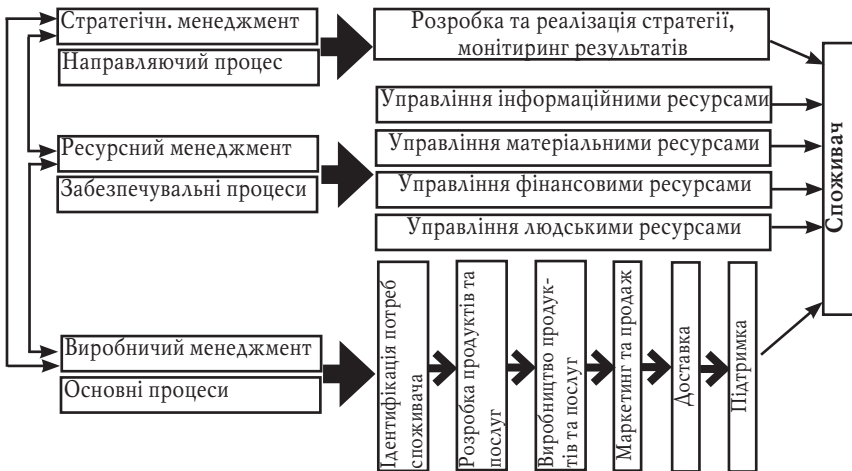 Стратегічн. менеджмент
Направляючий процес
Розробка та реалізація стратегії,
монітиринг результатів
Управління інформаційними ресурсами
Ресурсний менеджмент
Забезпечувальні процеси
Управління матеріальними ресурсами
Управління фінансовими ресурсами
Управління людськими ресурсами
Споживач
Виробничий менеджмент
Основні процеси
Ідентифікація потреб
споживача
Розробка продуктів та
послуг
Виробництво продук-
тів та послуг
Маркетинг та продаж
Доставка
Підтримка